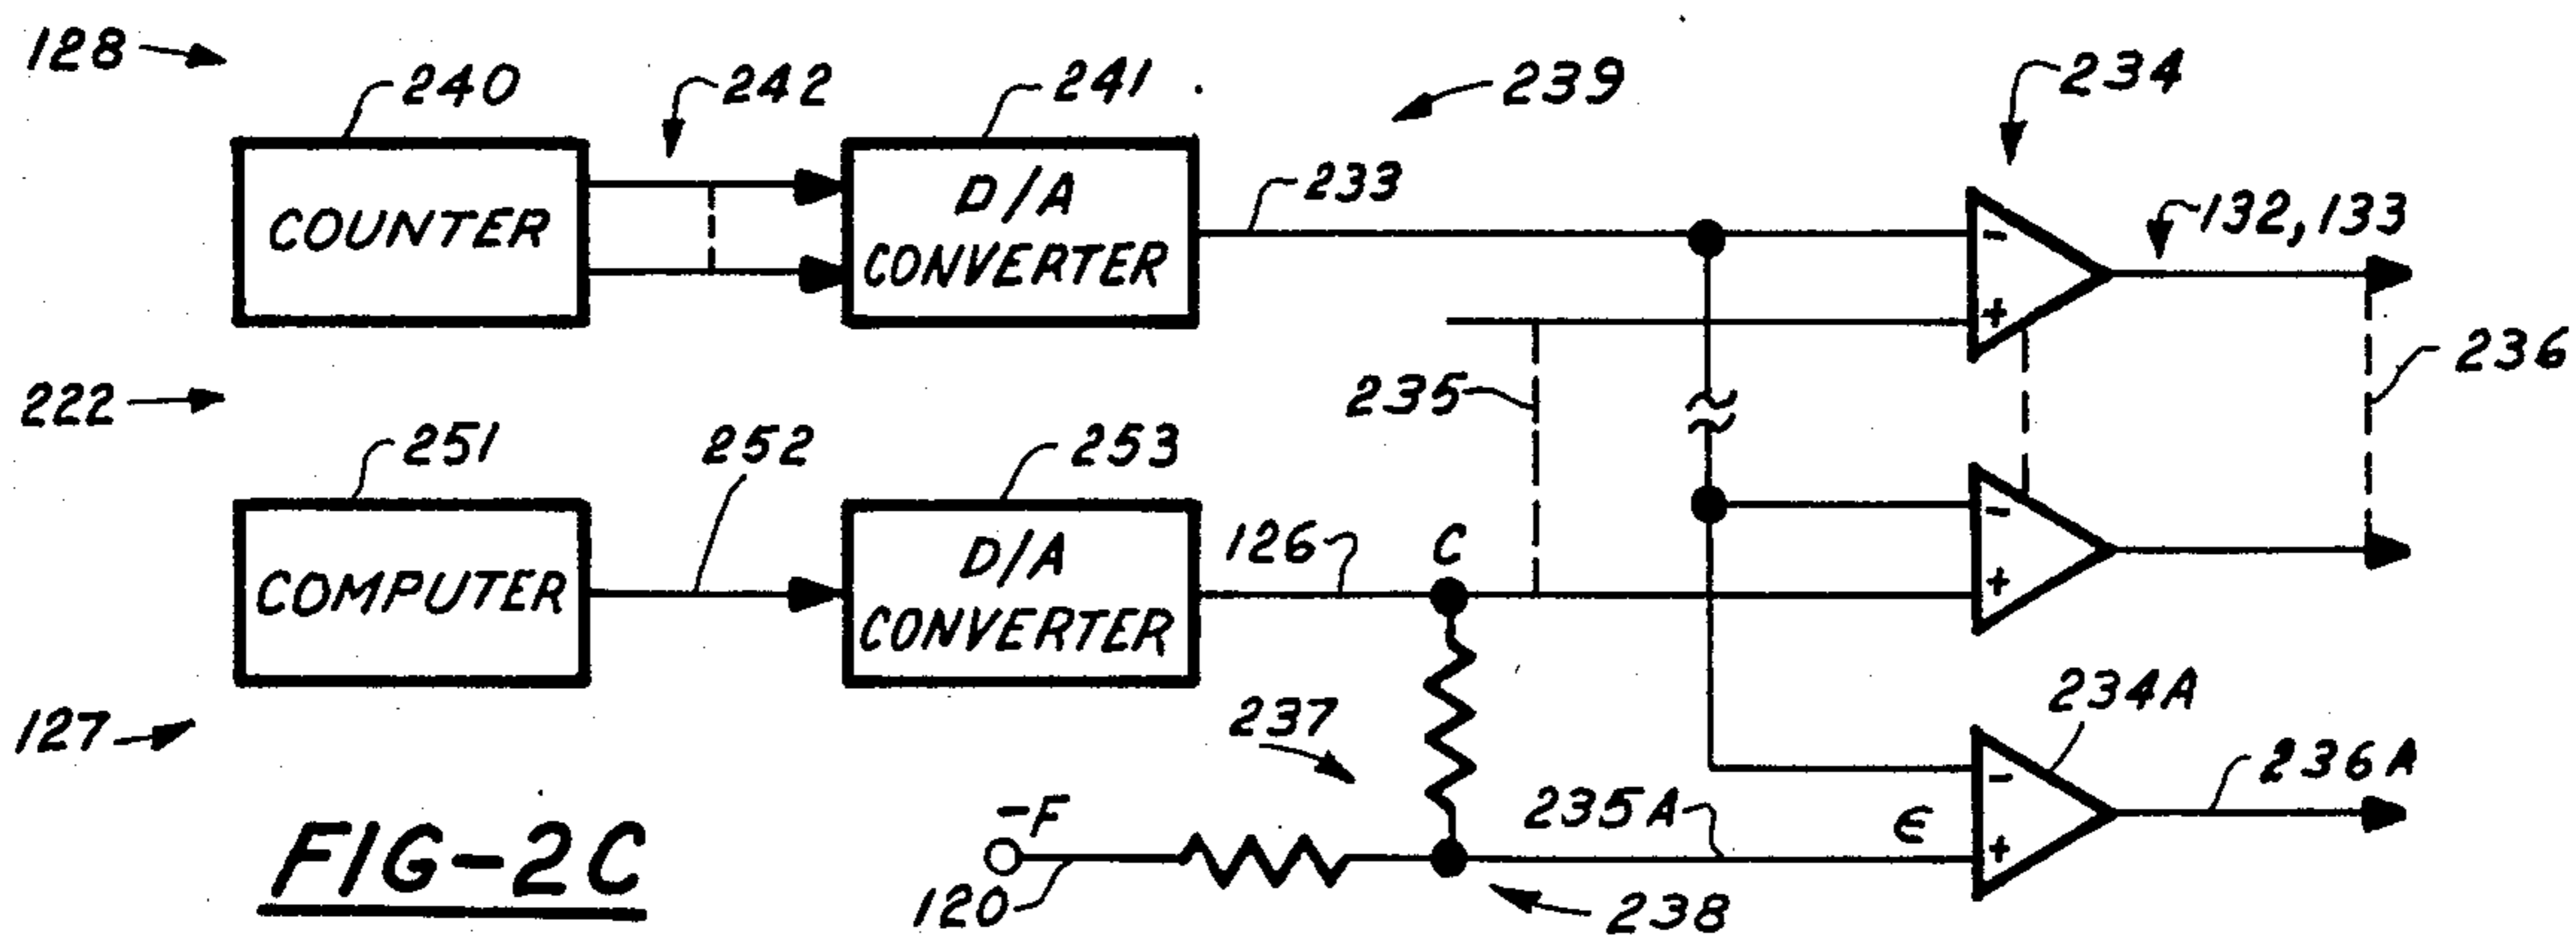 128
240
242
241
239
234
COUNTER
D/A
CONVERTER
233
132, 133
-
+
222
235
236
251
252
253
COMPUTER
D/A
CONVERTER
126
C
-
+
127
237
234A
-F
235A
ϵ
-
+
236A
120
238
FIG-2C